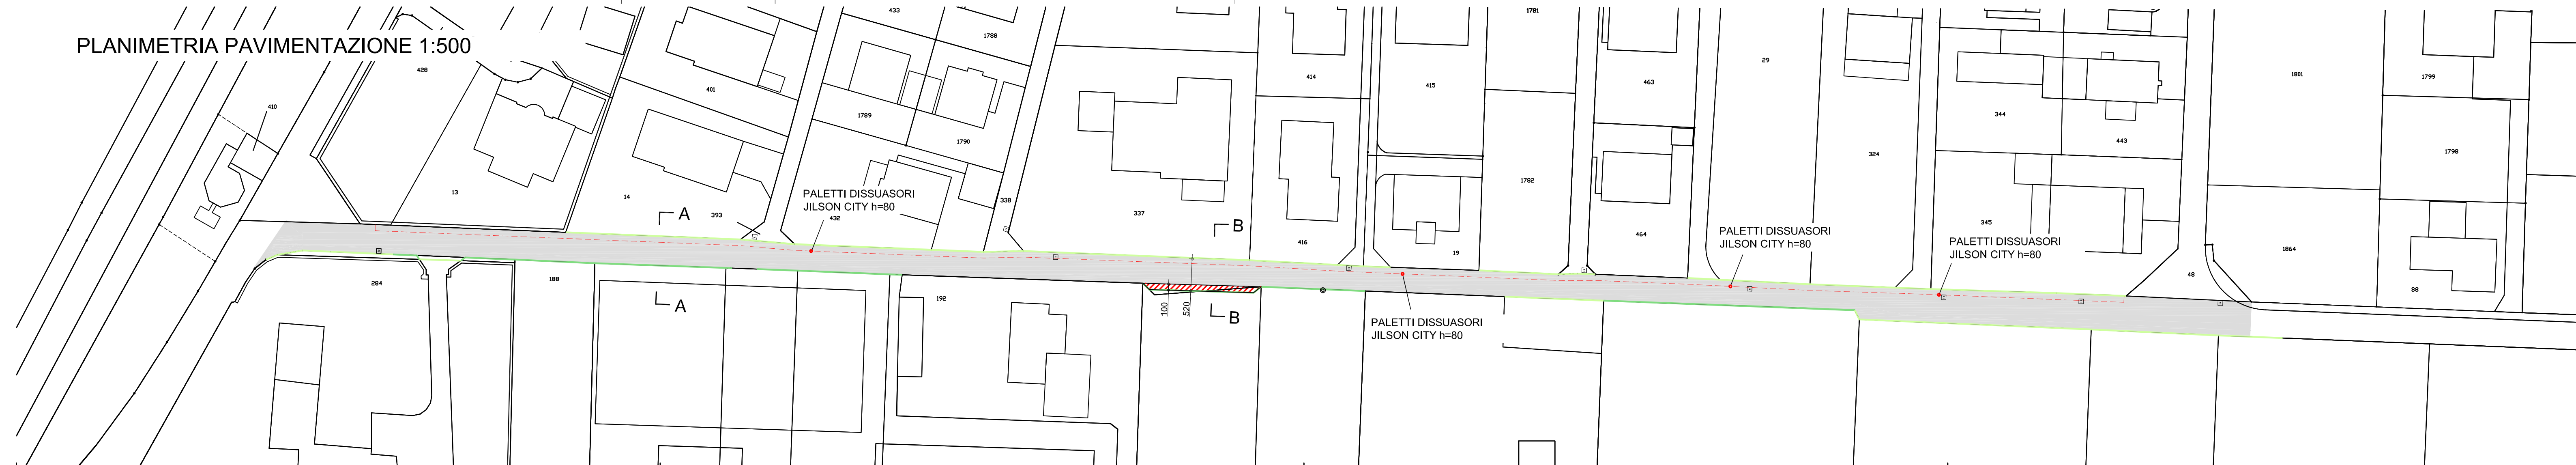 PLANIMETRIA PAVIMENTAZIONE 1:500
433
1788
1781
428
410
401
1789
1790
414
415
463
29
1801
1799
344
443
1798
324
13
14
393
PALETTI DISSUASORI
JILSON CITY h=80
432
338
337
416
19
1782
464
345
1864
48
88
A
B
PALETTI DISSUASORI
JILSON CITY h=80
PALETTI DISSUASORI
JILSON CITY h=80
284
188
192
A
100
520
B
PALETTI DISSUASORI
JILSON CITY h=80